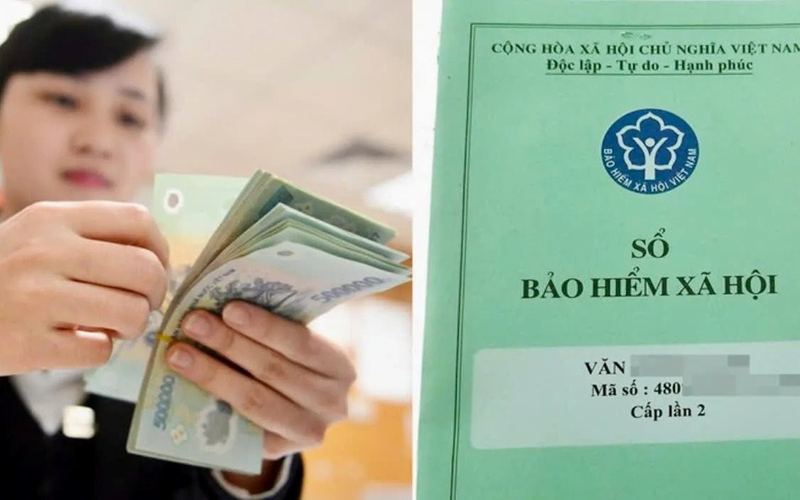 500000
500000
CỘNG HÒA XÃ HỘI CHỦ NGHĨA VIỆT NAM
Độc lập - Tự do - Hạnh phúc
BẢO HIỂM XÃ HỘI VIỆT NAM
SỔ
BẢO HIỂM XÃ HỘI
VĂN
Mã số : 480
Cấp lần 2